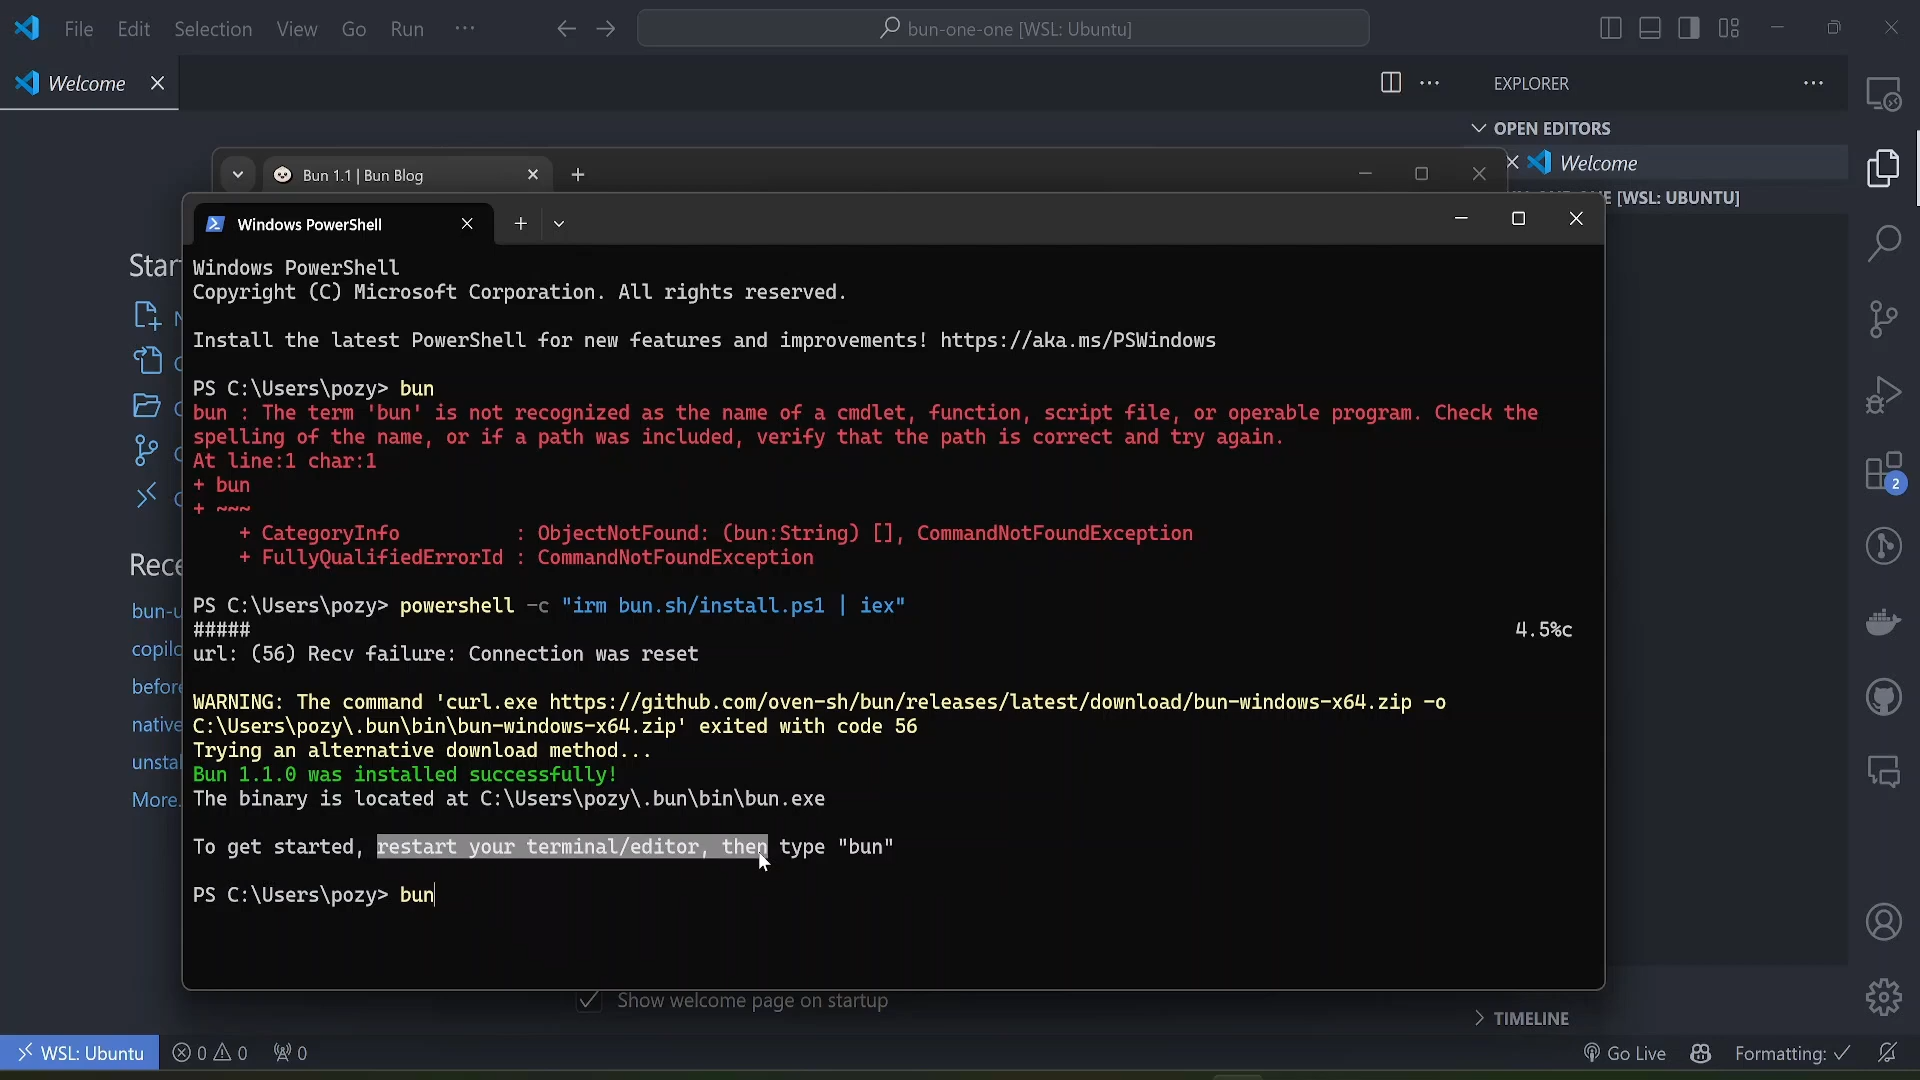 File Edit Selection View Go Run ···
bun-one-one [WSL: Ubuntu]
Welcome
EXPLORER
OPEN EDITORS
Welcome
[WSL: UBUNTU]
Bun 1.1 | Bun Blog
Windows PowerShell
Windows PowerShell
Copyright (C) Microsoft Corporation. All rights reserved.
Install the latest PowerShell for new features and improvements! https://aka.ms/PSWindows
PS C:\Users\pozy> bun
bun : The term 'bun' is not recognized as the name of a cmdlet, function, script file, or operable program. Check the
spelling of the name, or if a path was included, verify that the path is correct and try again.
At line:1 char:1
+ bun
+ ~~~
+ CategoryInfo : ObjectNotFound: (bun:String) [], CommandNotFoundException
+ FullyQualifiedErrorId : CommandNotFoundException
PS C:\Users\pozy> powershell -c "irm bun.sh/install.ps1 | iex"
##### 4.5%c
url: (56) Recv failure: Connection was reset
WARNING: The command 'curl.exe https://github.com/oven-sh/bun/releases/latest/download/bun-windows-x64.zip -o
C:\Users\pozy\.bun\bin\bun-windows-x64.zip' exited with code 56
Trying an alternative download method...
Bun 1.1.0 was installed successfully!
The binary is located at C:\Users\pozy\.bun\bin\bun.exe
To get started, restart your terminal/editor, then type "bun"
PS C:\Users\pozy> bun
Star
Rece
bun-u
copilo
before
native
unsta
More.
2
Show welcome page on startup
TIMELINE
WSL: Ubuntu 0 0 0
Go Live Formatting: ✓